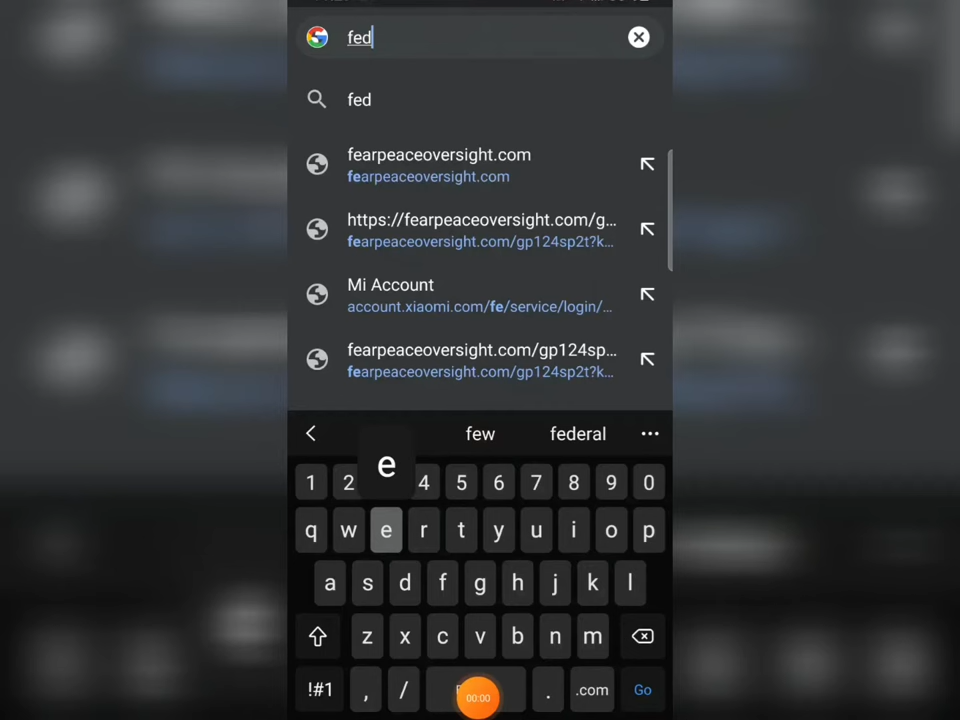 fed
fed
fearpeaceoversight.com
fearpeaceoversight.com
https://fearpeaceoversight.com/g...
fearpeaceoversight.com/gp124sp2t?k...
Mi Account
account.xiaomi.com/fe/service/login/...
fearpeaceoversight.com/gp124sp...
fearpeaceoversight.com/gp124sp2t?k...
few federal
e
1 2 4 5 6 7 8 9 0
q w e r t y u i o p
a s d f g h j k l
z x c v b n m
!#1 , / . .com Go
00:00